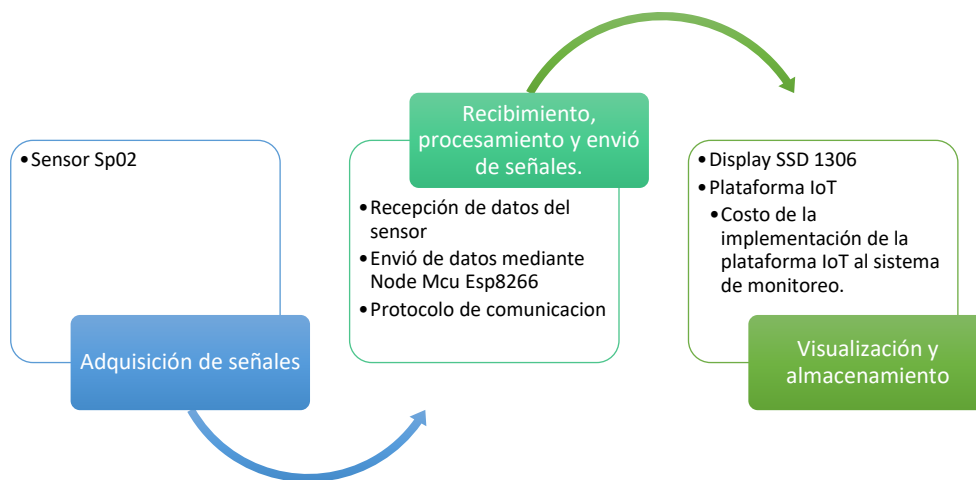 •Sensor Sp02
Adquisición de señales
Recibimiento,
procesamiento y envió
de señales.
•Recepción de datos del
sensor
•Envió de datos mediante
Node Mcu Esp8266
•Protocolo de comunicacion
•Display SSD 1306
•Plataforma IoT
•Costo de la
implementación de la
plataforma IoT al sistema
de monitoreo.
Visualización y
almacenamiento